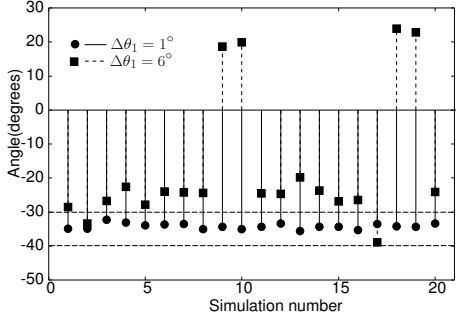 30
20
10
0
-10
-20
-30
-40
-50
Angle(degrees)
Δθ₁ = 1°
Δθ₁ = 6°
0 5 10 15 20
Simulation number